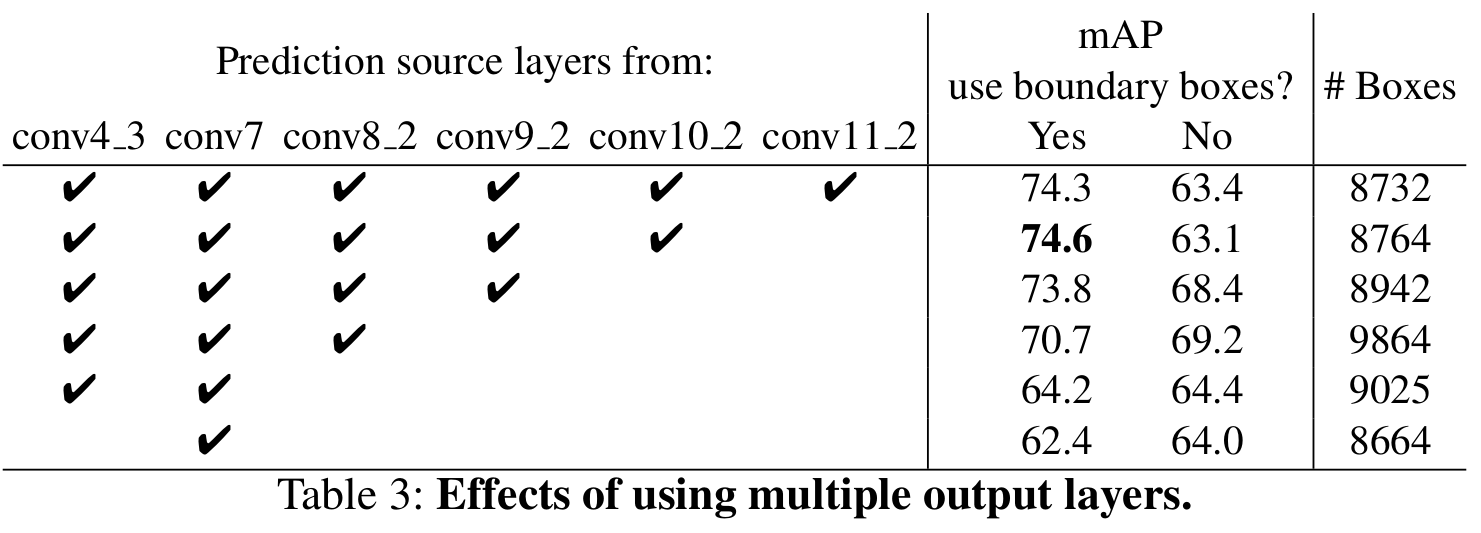 Prediction source layers from:
mAP
use boundary boxes?
# Boxes
conv4_3 conv7 conv8_2 conv9_2 conv10_2 conv11_2
Yes No
✔ ✔ ✔ ✔ ✔ ✔ 74.3 63.4 8732
✔ ✔ ✔ ✔ ✔ 74.6 63.1 8764
✔ ✔ ✔ ✔ 73.8 68.4 8942
✔ ✔ ✔ 70.7 69.2 9864
✔ ✔ 64.2 64.4 9025
✔ 62.4 64.0 8664
Table 3: Effects of using multiple output layers.